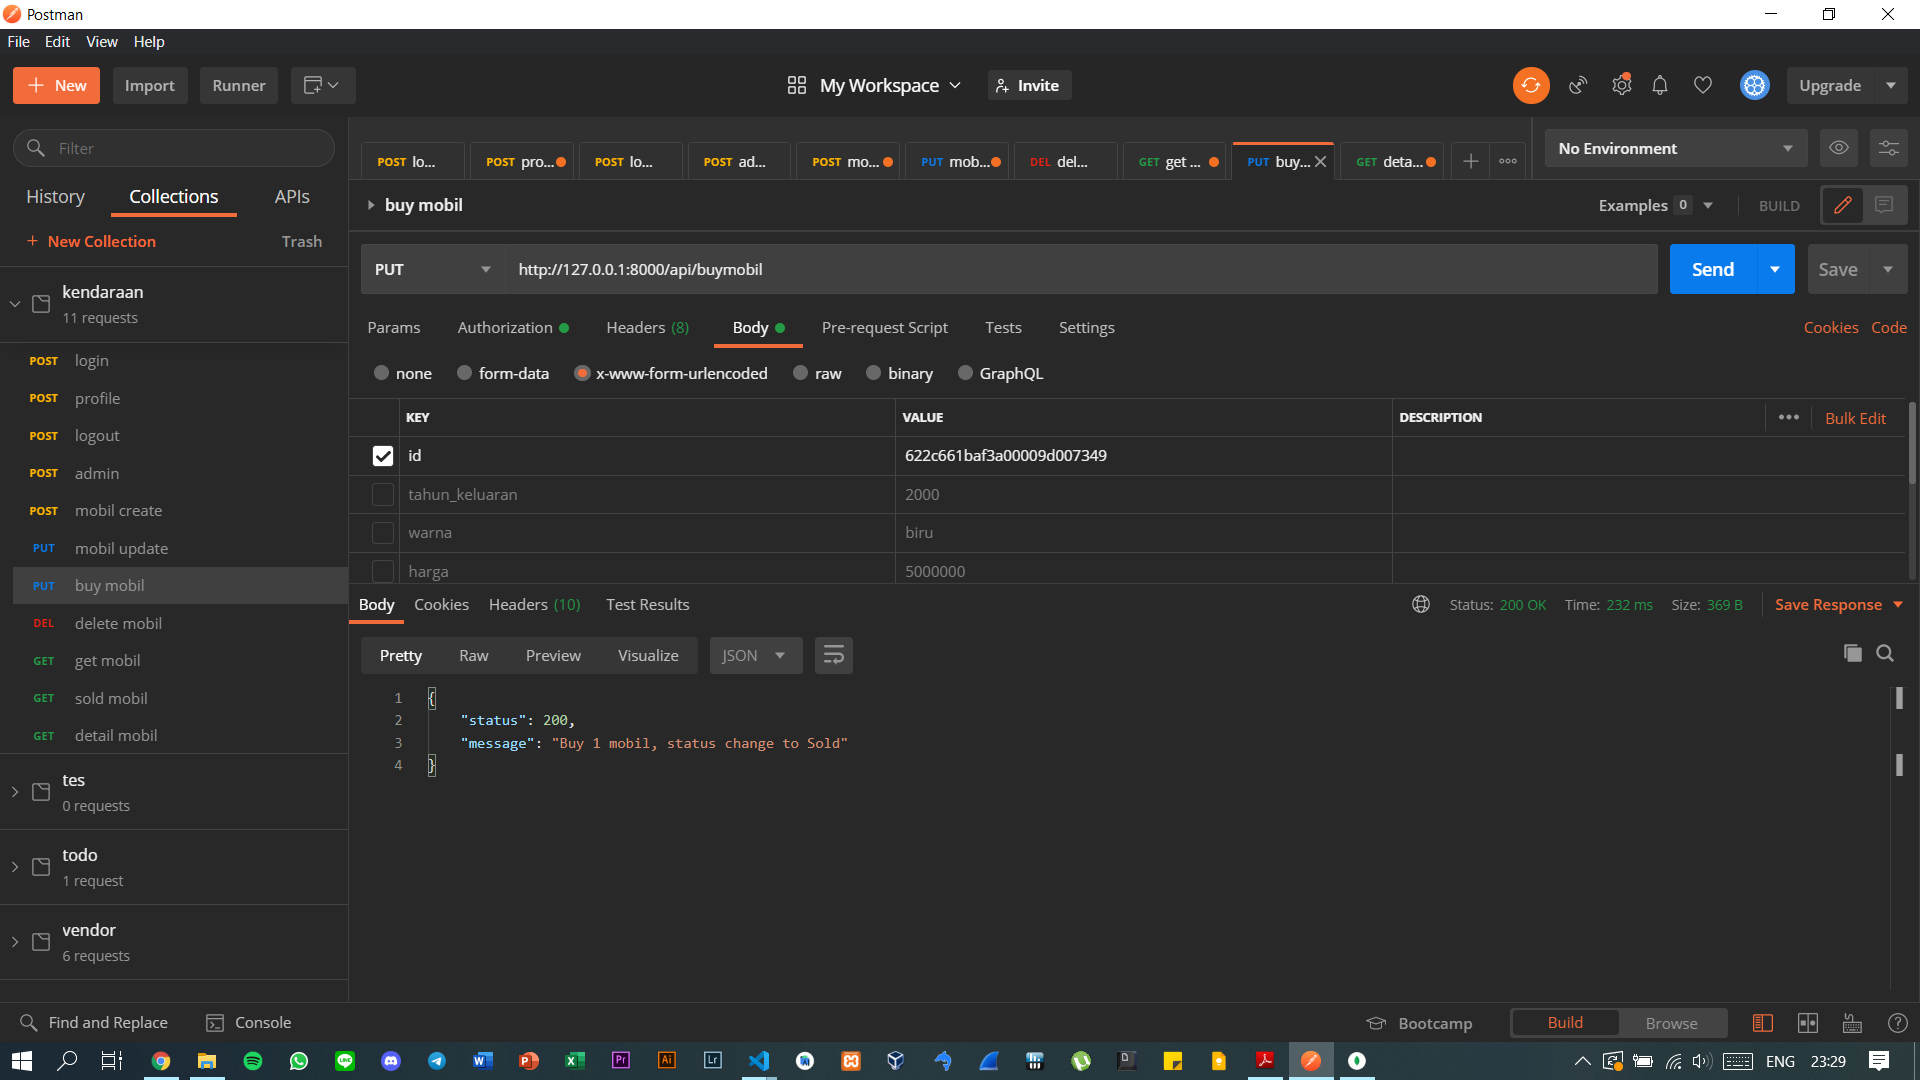 Postman
File Edit View Help
New Import Runner My Workspace Invite Upgrade
Filter
History Collections APIs
+ New Collection Trash
kendaraan
11 requests
POST login
POST profile
POST logout
POST admin
POST mobil create
PUT mobil update
PUT buy mobil
DEL delete mobil
GET get mobil
GET sold mobil
GET detail mobil
tes
0 requests
todo
1 request
vendor
6 requests
POST lo... POST pro... POST lo... POST ad... POST mo... PUT mob... DEL del... GET get ... PUT buy... GET deta...
No Environment
buy mobil Examples 0 BUILD
PUT http://127.0.0.1:8000/api/buymobil Send Save
Params Authorization Headers (8) Body Pre-request Script Tests Settings Cookies Code
none form-data x-www-form-urlencoded raw binary GraphQL
KEY VALUE DESCRIPTION Bulk Edit
id 622c661baf3a00009d007349
tahun_keluaran 2000
warna biru
harga 5000000
Body Cookies Headers (10) Test Results Status: 200 OK Time: 232 ms Size: 369 B Save Response
Pretty Raw Preview Visualize JSON
1 {
2 "status": 200,
3 "message": "Buy 1 mobil, status change to Sold"
4 }
Find and Replace Console Bootcamp Build Browse
ENG 23:29